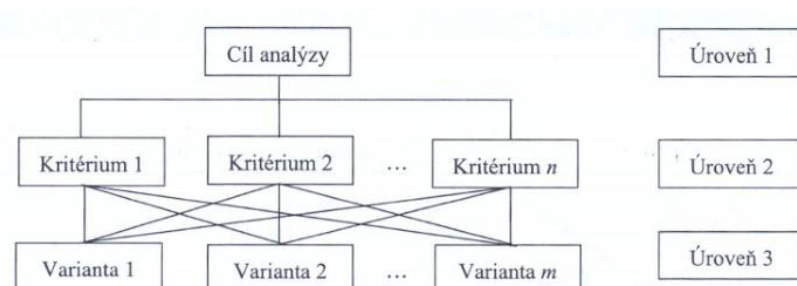 Cíl analýzy
Úroveň 1
Kritérium 1
Kritérium 2
...
Kritérium n
Úroveň 2
Varianta 1
Varianta 2
...
Varianta m
Úroveň 3